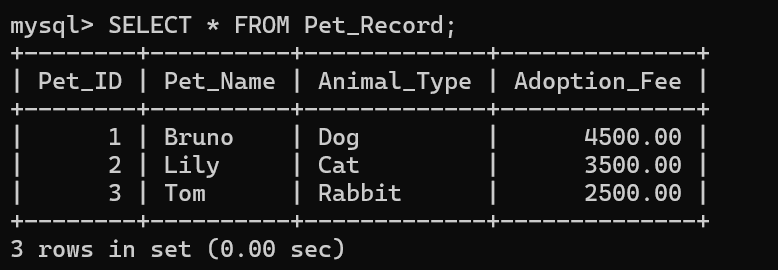 mysql> SELECT * FROM Pet_Record;
+--------+-----------+-------------+--------------+
| Pet_ID | Pet_Name | Animal_Type | Adoption_Fee |
+--------+-----------+-------------+--------------+
|      1 | Bruno    | Dog         |      4500.00 |
|      2 | Lily     | Cat         |      3500.00 |
|      3 | Tom      | Rabbit      |      2500.00 |
+--------+-----------+-------------+--------------+
3 rows in set (0.00 sec)